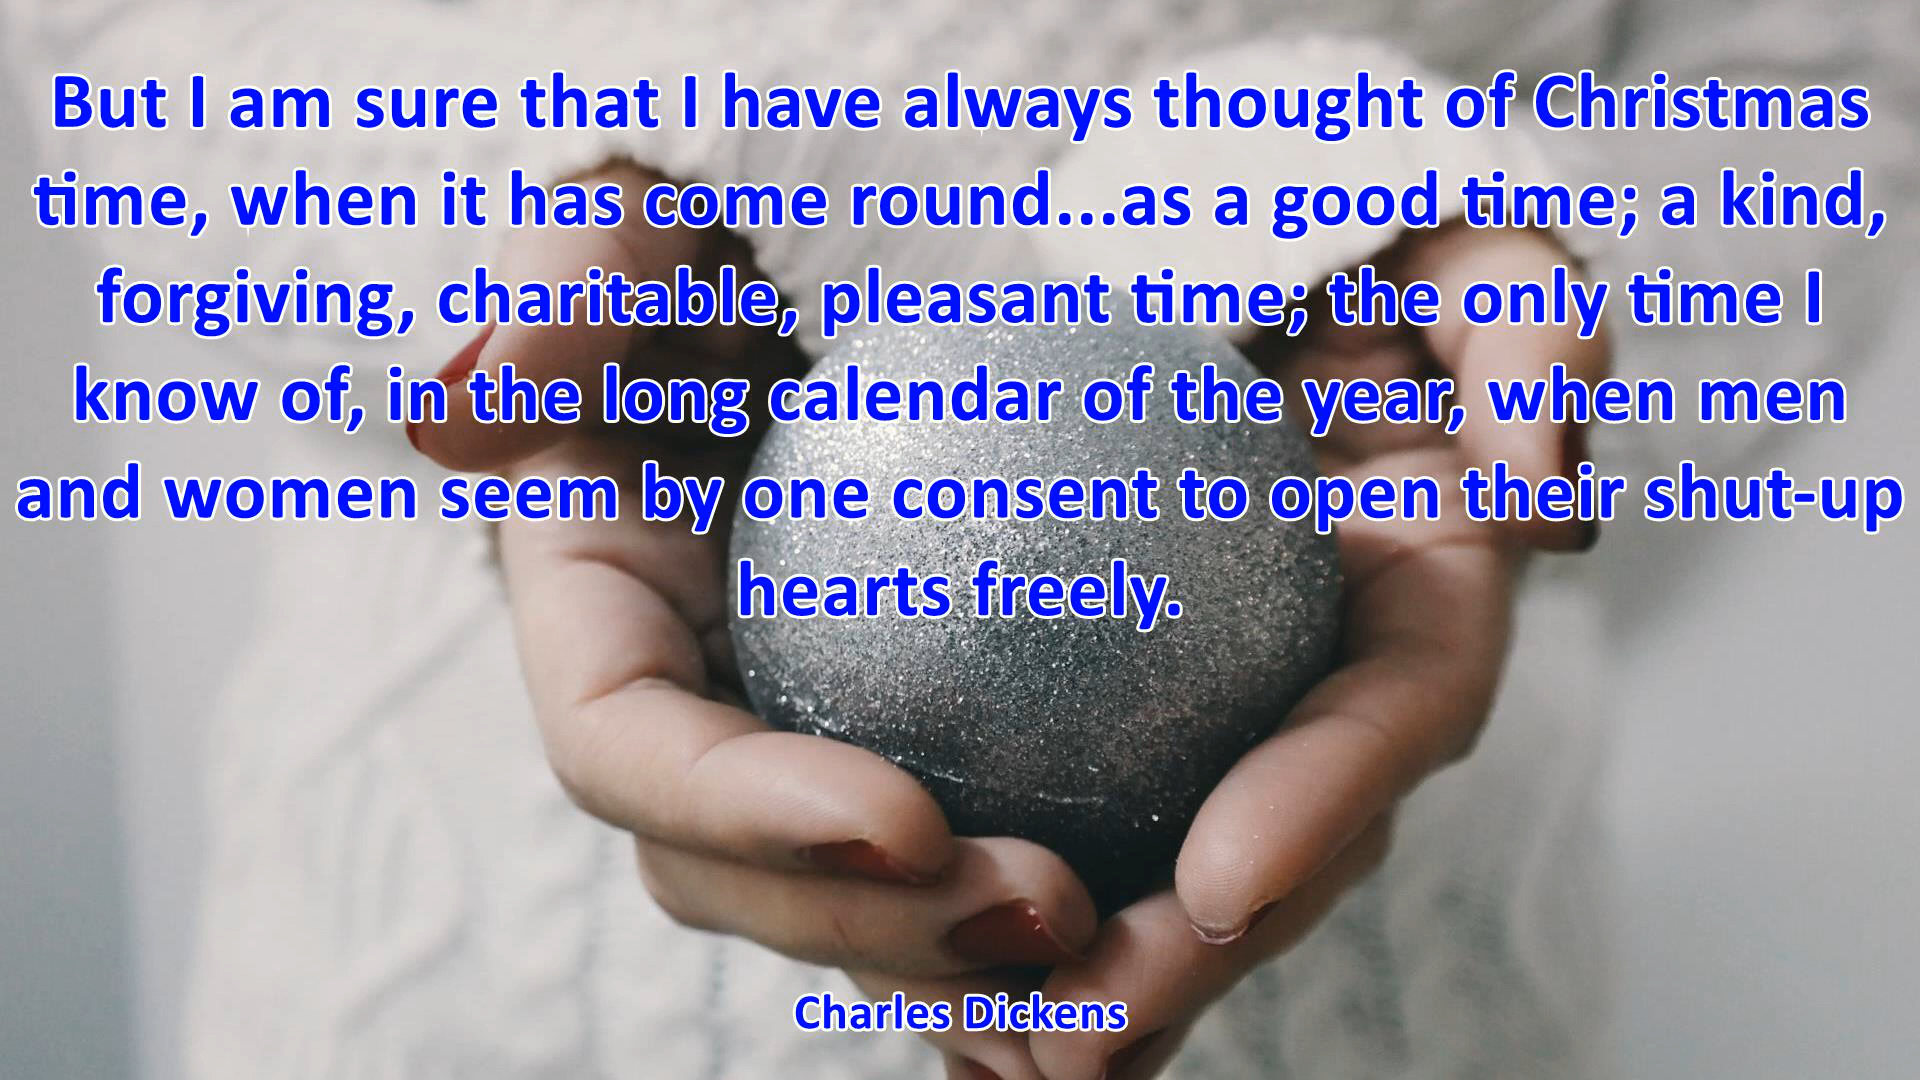 But I am sure that I have always thought of Christmas
time, when it has come round...as a good time; a kind,
forgiving, charitable, pleasant time; the only time I
know of, in the long calendar of the year, when men
and women seem by one consent to open their shut-up
hearts freely.
Charles Dickens